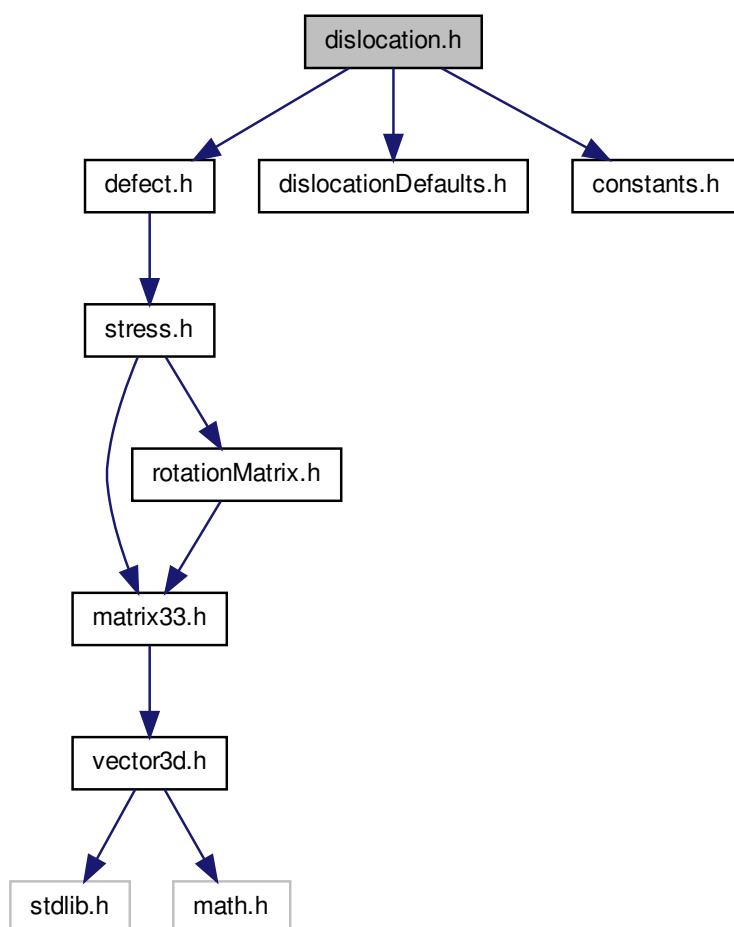 dislocation.h
defect.h
dislocationDefaults.h
constants.h
stress.h
rotationMatrix.h
matrix33.h
vector3d.h
stdlib.h
math.h